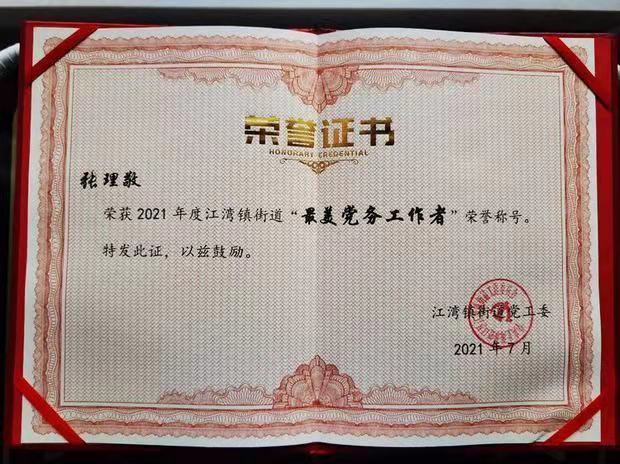 荣誉证书
HONORARY CREDENTIAL
张理敬
荣获2021年度江湾镇街道“最美党务工作者”荣誉称号。
特发此证，以兹鼓励。
江湾镇街道党工委
2021年7月